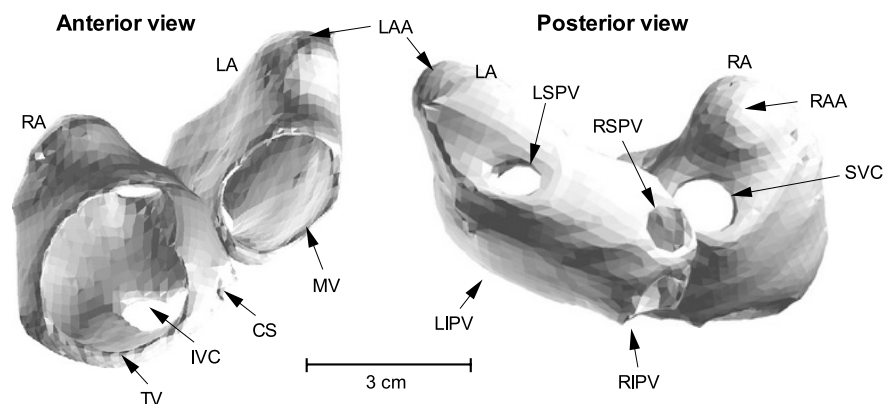 Anterior view
Posterior view
LAA
LA
LA
RA
LSPV
RA
RSPV
RAA
SVC
MV
LIPV
CS
IVC
TV
3 cm
RIPV